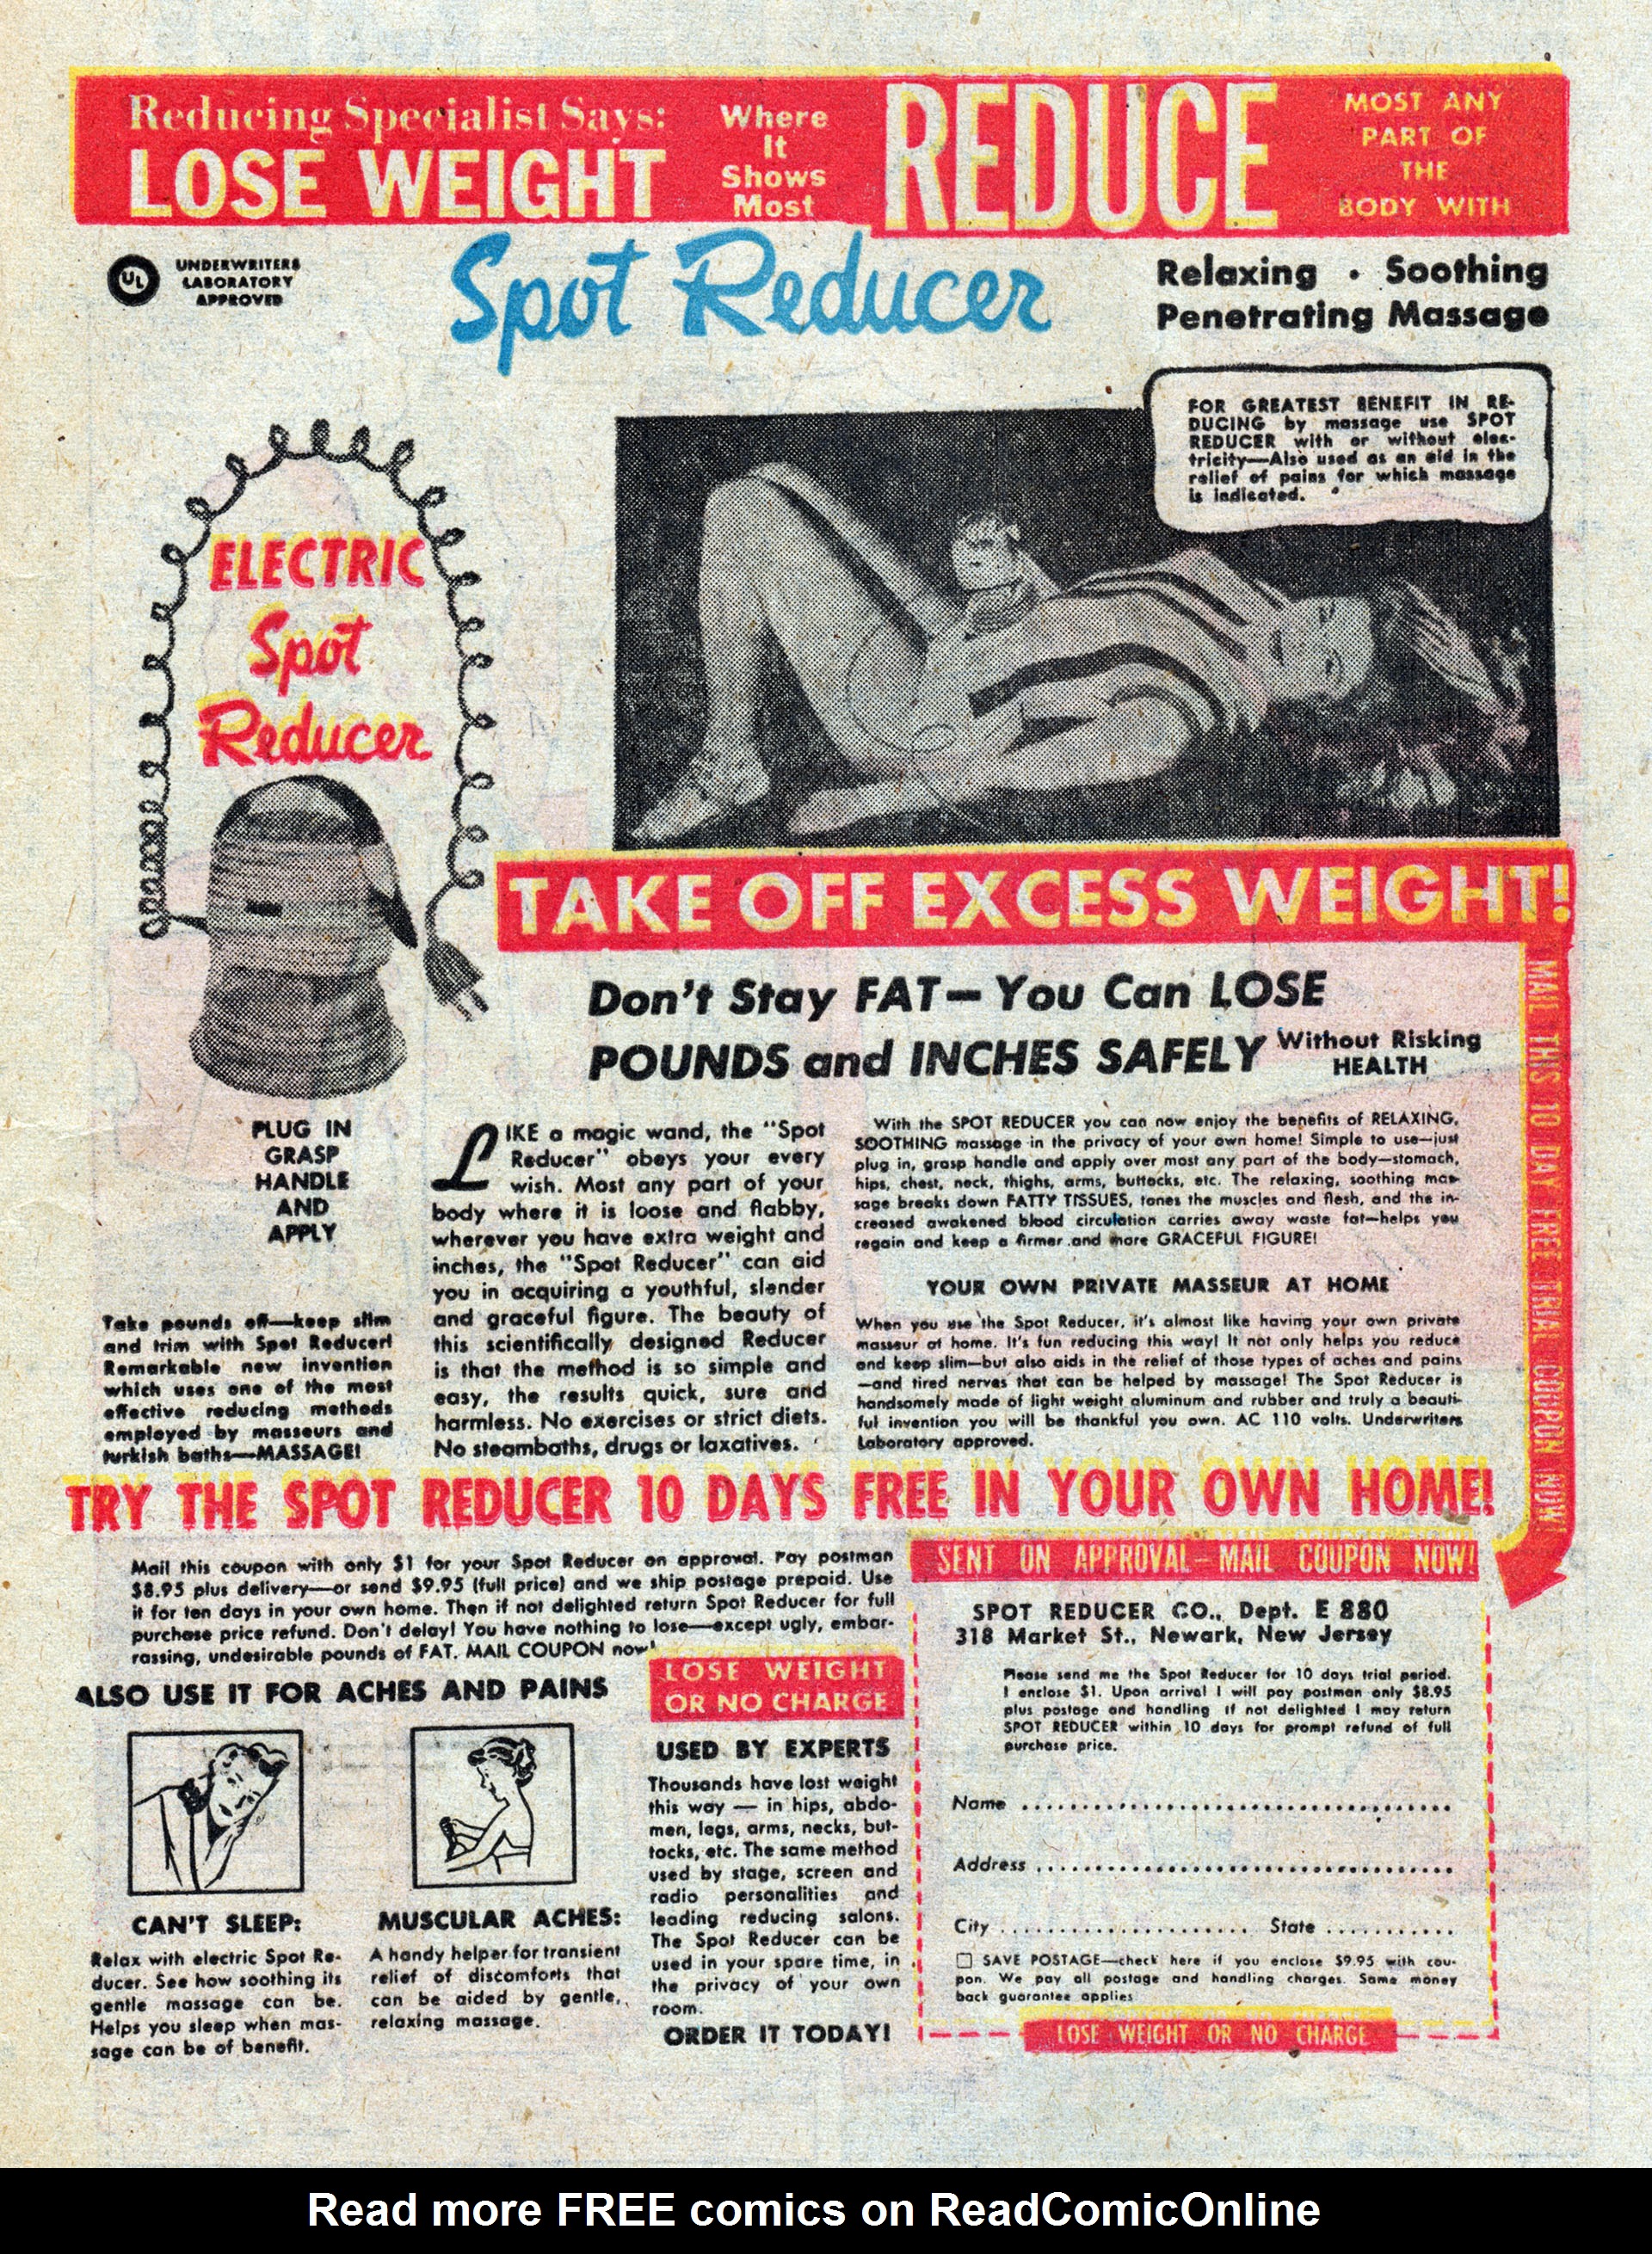 Reducing Specialist Says:
LOSE WEIGHT
Where
It
Shows
Most
REDUCE
MOST ANY
PART OF
THE
BODY WITH
UL
UNDERWRITERS
LABORATORY
APPROVED
Spot Reducer
Relaxing • Soothing
Penetrating Massage
FOR GREATEST BENEFIT IN RE-
DUCING by massage use SPOT
REDUCER with or without elec-
tricity—Also used as an aid in the
relief of pains for which massage
is indicated.
ELECTRIC
Spot
Reducer
TAKE OFF EXCESS WEIGHT!
Don't Stay FAT— You Can LOSE
POUNDS and INCHES SAFELY Without Risking
HEALTH
MAIL THIS 10 DAY FREE TRIAL COUPON NOW!
PLUG IN
GRASP
HANDLE
AND
APPLY
Take pounds off—keep slim
and trim with Spot Reducer!
Remarkable new invention
which uses one of the most
effective reducing methods
employed by masseurs and
turkish baths—MASSAGE!
LIKE a magic wand, the "Spot
Reducer" obeys your every
wish. Most any part of your
body where it is loose and flabby,
wherever you have extra weight and
inches, the "Spot Reducer" can aid
you in acquiring a youthful, slender
and graceful figure. The beauty of
this scientifically designed Reducer
is that the method is so simple and
easy, the results quick, sure and
harmless. No exercises or strict diets.
No steambaths, drugs or laxatives.
With the SPOT REDUCER you can now enjoy the benefits of RELAXING,
SOOTHING massage in the privacy of your own home! Simple to use—just
plug in, grasp handle and apply over most any part of the body—stomach,
hips, chest, neck, thighs, arms, buttocks, etc. The relaxing, soothing mas-
sage breaks down FATTY TISSUES, tones the muscles and flesh, and the in-
creased awakened blood circulation carries away waste fat—helps you
regain and keep a firmer and more GRACEFUL FIGURE!
YOUR OWN PRIVATE MASSEUR AT HOME
When you use the Spot Reducer, it's almost like having your own private
masseur at home. It's fun reducing this way! It not only helps you reduce
and keep slim—but also aids in the relief of those types of aches and pains
—and tired nerves that can be helped by massage! The Spot Reducer is
handsomely made of light weight aluminum and rubber and truly a beauti-
ful invention you will be thankful you own. AC 110 volts. Underwriters
Laboratory approved.
TRY THE SPOT REDUCER 10 DAYS FREE IN YOUR OWN HOME!
Mail this coupon with only $1 for your Spot Reducer on approval. Pay postman
$8.95 plus delivery—or send $9.95 (full price) and we ship postage prepaid. Use
it for ten days in your own home. Then if not delighted return Spot Reducer for full
purchase price refund. Don't delay! You have nothing to lose—except ugly, embar-
rassing, undesirable pounds of FAT. MAIL COUPON now!
ALSO USE IT FOR ACHES AND PAINS
CAN'T SLEEP:
Relax with electric Spot Re-
ducer. See how soothing its
gentle massage can be.
Helps you sleep when mas-
sage can be of benefit.
MUSCULAR ACHES:
A handy helper for transient
relief of discomforts that
can be aided by gentle,
relaxing massage.
LOSE WEIGHT
OR NO CHARGE
USED BY EXPERTS
Thousands have lost weight
this way — in hips, abdo-
men, legs, arms, necks, but-
tocks, etc. The same method
used by stage, screen and
radio personalities and
leading reducing salons.
The Spot Reducer can be
used in your spare time, in
the privacy of your own
room.
ORDER IT TODAY!
SENT ON APPROVAL—MAIL COUPON NOW!
SPOT REDUCER CO., Dept. E 880
318 Market St., Newark, New Jersey
Please send me the Spot Reducer for 10 days trial period.
I enclose $1. Upon arrival I will pay postman only $8.95
plus postage and handling if not delighted I may return
SPOT REDUCER within 10 days for prompt refund of full
purchase price.
Name
Address
City State
☐ SAVE POSTAGE—check here if you enclose $9.95 with cou-
pon. We pay all postage and handling charges. Same money
back guarantee applies
LOSE WEIGHT OR NO CHARGE
Read more FREE comics on ReadComicOnline